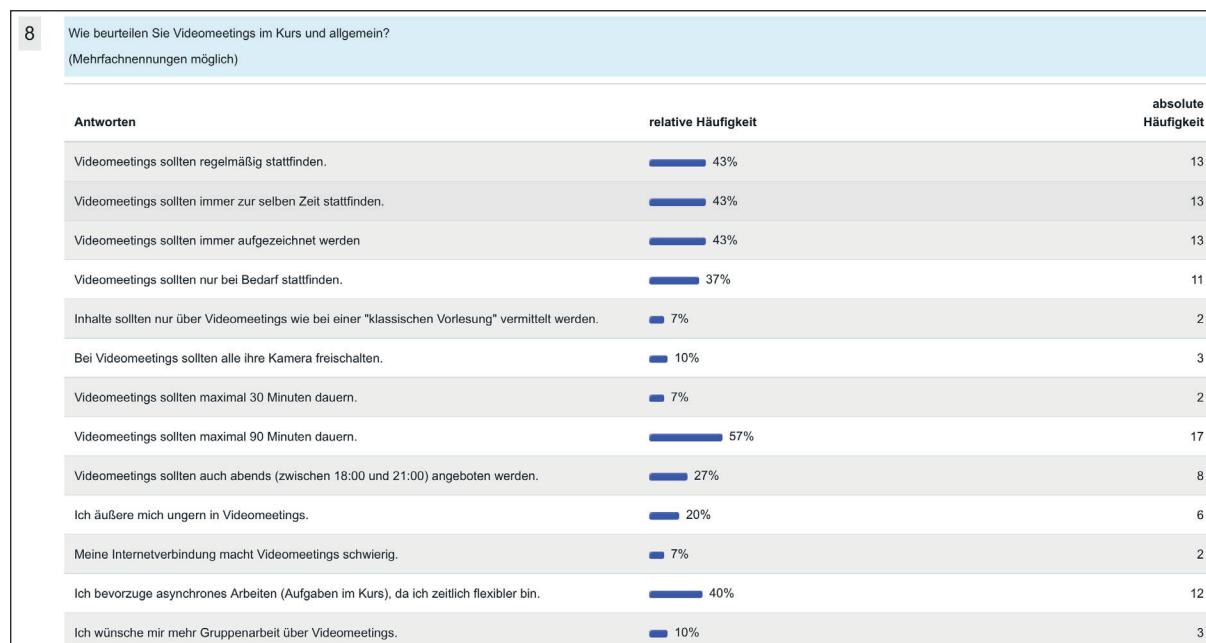 8
Wie beurteilen Sie Videomeetings im Kurs und allgemein?
(Mehrfachnennungen möglich)
Antworten relative Häufigkeit absolute Häufigkeit
Videomeetings sollten regelmäßig stattfinden. 43% 13
Videomeetings sollten immer zur selben Zeit stattfinden. 43% 13
Videomeetings sollten immer aufgezeichnet werden 43% 13
Videomeetings sollten nur bei Bedarf stattfinden. 37% 11
Inhalte sollten nur über Videomeetings wie bei einer "klassischen Vorlesung" vermittelt werden. 7% 2
Bei Videomeetings sollten alle ihre Kamera freischalten. 10% 3
Videomeetings sollten maximal 30 Minuten dauern. 7% 2
Videomeetings sollten maximal 90 Minuten dauern. 57% 17
Videomeetings sollten auch abends (zwischen 18:00 und 21:00) angeboten werden. 27% 8
Ich äußere mich ungern in Videomeetings. 20% 6
Meine Internetverbindung macht Videomeetings schwierig. 7% 2
Ich bevorzuge asynchrones Arbeiten (Aufgaben im Kurs), da ich zeitlich flexibler bin. 40% 12
Ich wünsche mir mehr Gruppenarbeit über Videomeetings. 10% 3